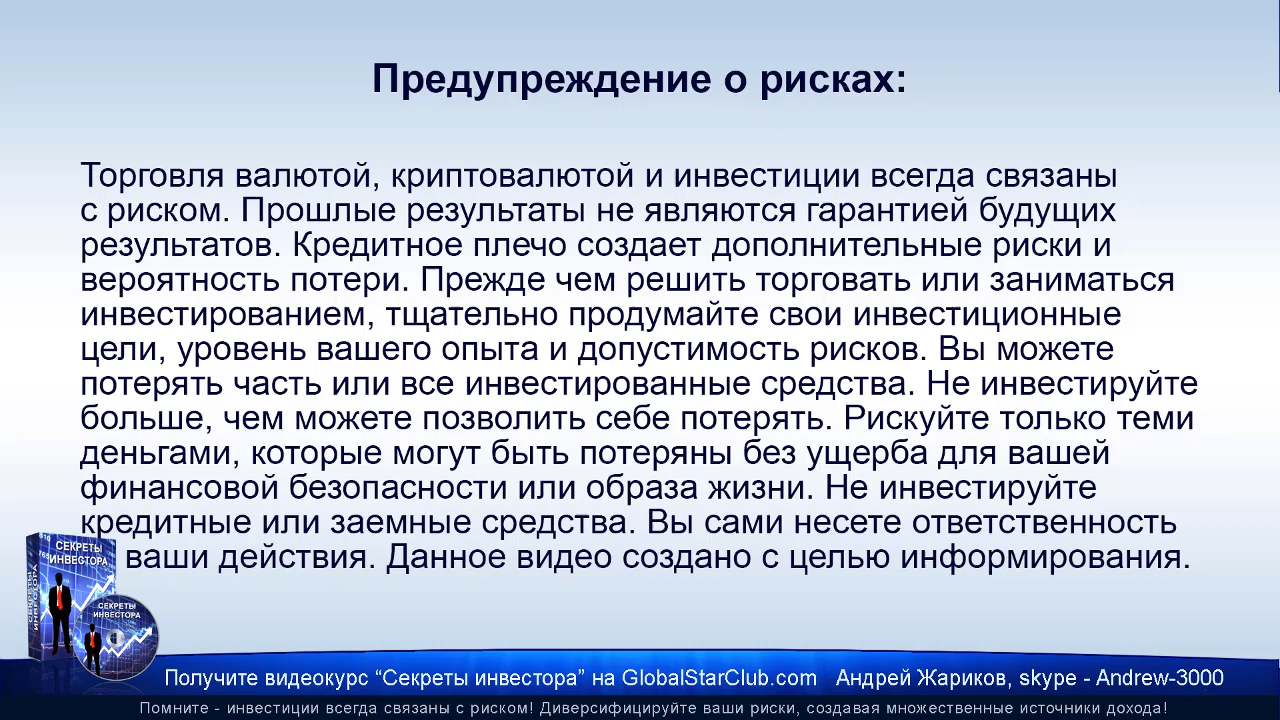 Предупреждение о рисках:
Торговля валютой, криптовалютой и инвестиции всегда связаны
с риском. Прошлые результаты не являются гарантией будущих
результатов. Кредитное плечо создает дополнительные риски и
вероятность потери. Прежде чем решить торговать или заниматься
инвестированием, тщательно продумайте свои инвестиционные
цели, уровень вашего опыта и допустимость рисков. Вы можете
потерять часть или все инвестированные средства. Не инвестируйте
больше, чем можете позволить себе потерять. Рискуйте только теми
деньгами, которые могут быть потеряны без ущерба для вашей
финансовой безопасности или образа жизни. Не инвестируйте
кредитные или заемные средства. Вы сами несете ответственность
ваши действия. Данное видео создано с целью информирования.
СЕКРЕТЫ
ИНВЕСТОРА
СЕКРЕТЫ ИНВЕСТОРА
СЕКРЕТЫ
ИНВЕСТОРА
Получите видеокурс “Секреты инвестора” на GlobalStarClub.com Андрей Жариков, skype - Andrew-3000
Помните - инвестиции всегда связаны с риском! Диверсифицируйте ваши риски, создавая множественные источники дохода!